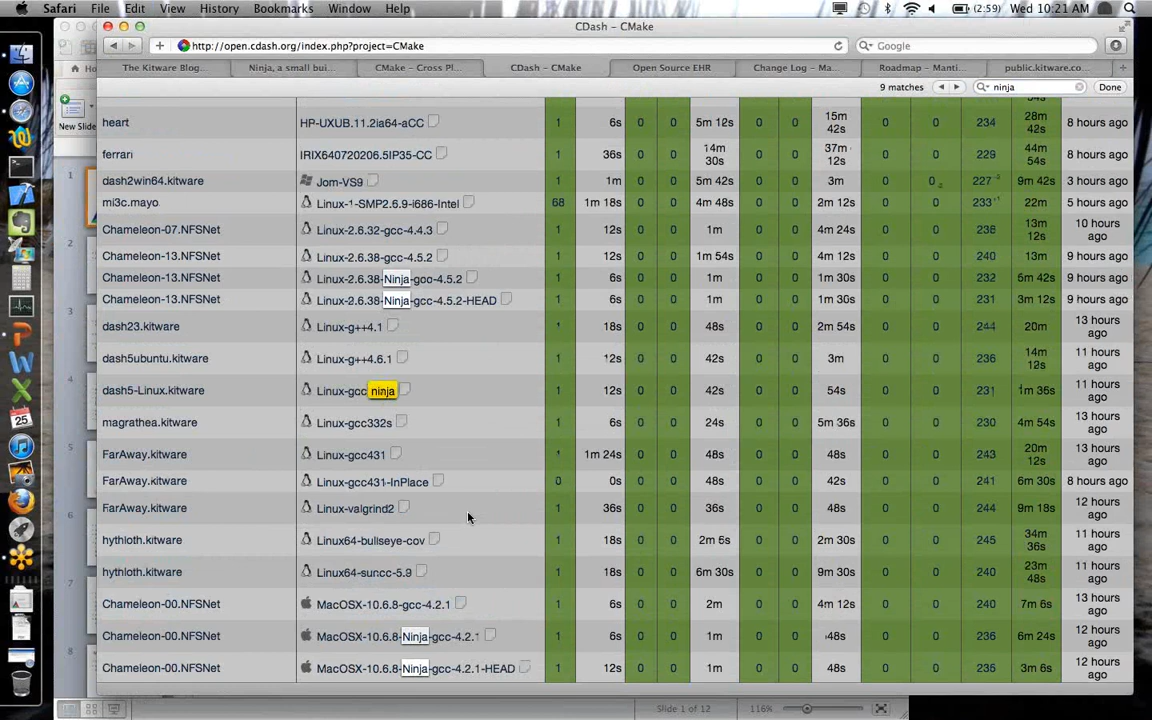 Safari File Edit View History Bookmarks Window Help (2:59) Wed 10:21 AM
CDash – CMake
http://open.cdash.org/index.php?project=CMake Google
The Kitware Blog... Ninja, a small bui... CMake – Cross Pl... CDash – CMake Open Source EHR Change Log – Ma... Roadmap – Manti... public.kitware.co...
9 matches ninja Done
New Slide
heart HP-UXUB.11.2ia64-aCC 1 6s 0 0 5m 12s 0 0 15m 42s 0 0 234 28m 42s 8 hours ago
ferrari IRIX640720206.5IP35-CC 1 36s 0 0 14m 30s 0 0 37m 12s 0 0 229 44m 54s 8 hours ago
dash2win64.kitware Jom-VS9 1 1m 0 0 5m 42s 0 0 3m 0 0 227 9m 42s 3 hours ago
mi3c.mayo Linux-1-SMP2.6.9-i686-Intel 68 1m 18s 0 0 4m 48s 0 0 2m 12s 0 0 233 22m 5 hours ago
Chameleon-07.NFSNet Linux-2.6.32-gcc-4.4.3 1 12s 0 0 1m 0 0 4m 24s 0 0 236 13m 12s 10 hours ago
Chameleon-13.NFSNet Linux-2.6.38-gcc-4.5.2 1 12s 0 0 1m 54s 0 0 4m 12s 0 0 240 13m 9 hours ago
Chameleon-13.NFSNet Linux-2.6.38-Ninja-gcc-4.5.2 1 6s 0 0 1m 0 0 1m 30s 0 0 232 5m 42s 9 hours ago
Chameleon-13.NFSNet Linux-2.6.38-Ninja-gcc-4.5.2-HEAD 1 6s 0 0 1m 0 0 1m 30s 0 0 231 3m 12s 9 hours ago
dash23.kitware Linux-g++4.1 1 18s 0 0 48s 0 0 2m 54s 0 0 244 20m 13 hours ago
dash5ubuntu.kitware Linux-g++4.6.1 1 12s 0 0 42s 0 0 3m 0 0 236 14m 12s 11 hours ago
dash5-Linux.kitware Linux-gcc ninja 1 12s 0 0 42s 0 0 54s 0 0 231 1m 36s 11 hours ago
magrathea.kitware Linux-gcc332s 1 6s 0 0 24s 0 0 5m 36s 0 0 230 4m 54s 13 hours ago
FarAway.kitware Linux-gcc431 1 1m 24s 0 0 48s 0 0 48s 0 0 243 20m 12s 13 hours ago
FarAway.kitware Linux-gcc431-InPlace 0 0s 0 0 48s 0 0 42s 0 0 241 6m 30s 8 hours ago
FarAway.kitware Linux-valgrind2 1 36s 0 0 36s 0 0 48s 0 0 244 9m 18s 12 hours ago
hythloth.kitware Linux64-bullseye-cov 1 18s 0 0 2m 6s 0 0 2m 30s 0 0 245 34m 36s 11 hours ago
hythloth.kitware Linux64-suncc-5.9 1 18s 0 0 6m 30s 0 0 9m 30s 0 0 240 23m 48s 11 hours ago
Chameleon-00.NFSNet MacOSX-10.6.8-gcc-4.2.1 1 6s 0 0 2m 0 0 4m 12s 0 0 240 7m 6s 13 hours ago
Chameleon-00.NFSNet MacOSX-10.6.8-Ninja-gcc-4.2.1 1 6s 0 0 1m 0 0 48s 0 0 236 6m 24s 12 hours ago
Chameleon-00.NFSNet MacOSX-10.6.8-Ninja-gcc-4.2.1-HEAD 1 12s 0 0 1m 0 0 48s 0 0 236 3m 6s 12 hours ago
1
2
3
4
5
6
7
8
Slide 1 of 12 116%